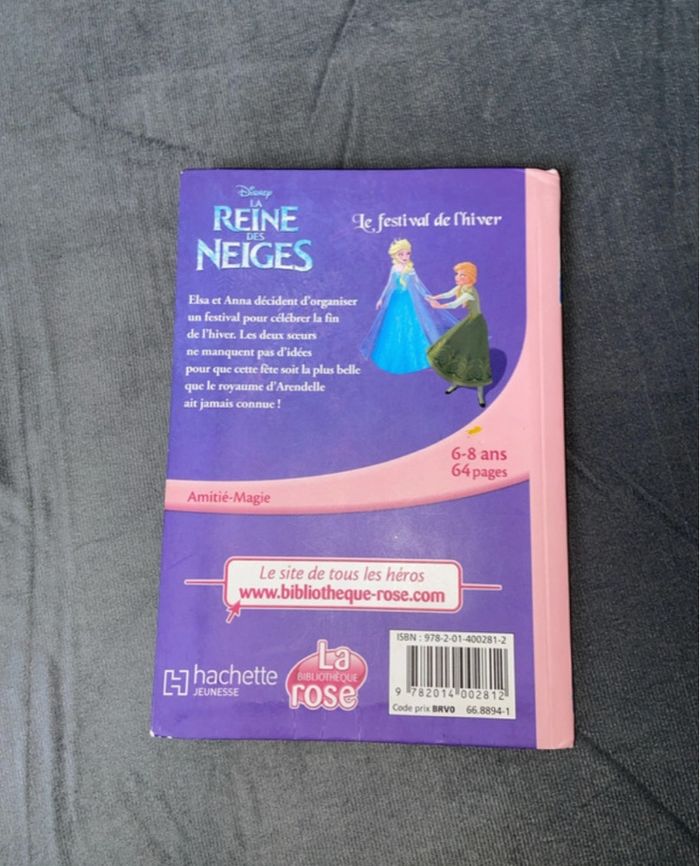 Disney
LA
REINE
DES
NEIGES
Le festival de l'hiver
Elsa et Anna décident d'organiser
un festival pour célébrer la fin
de l'hiver. Les deux sœurs
ne manquent pas d'idées
pour que cette fête soit la plus belle
que le royaume d'Arendelle
ait jamais connue !
6-8 ans
64 pages
Amitié-Magie
Le site de tous les héros
www.bibliotheque-rose.com
hachette
JEUNESSE
La
BIBLIOTHÈQUE
rose
ISBN : 978-2-01-400281-2
9 782014 002812
Code prix BRV0 66.8894-1